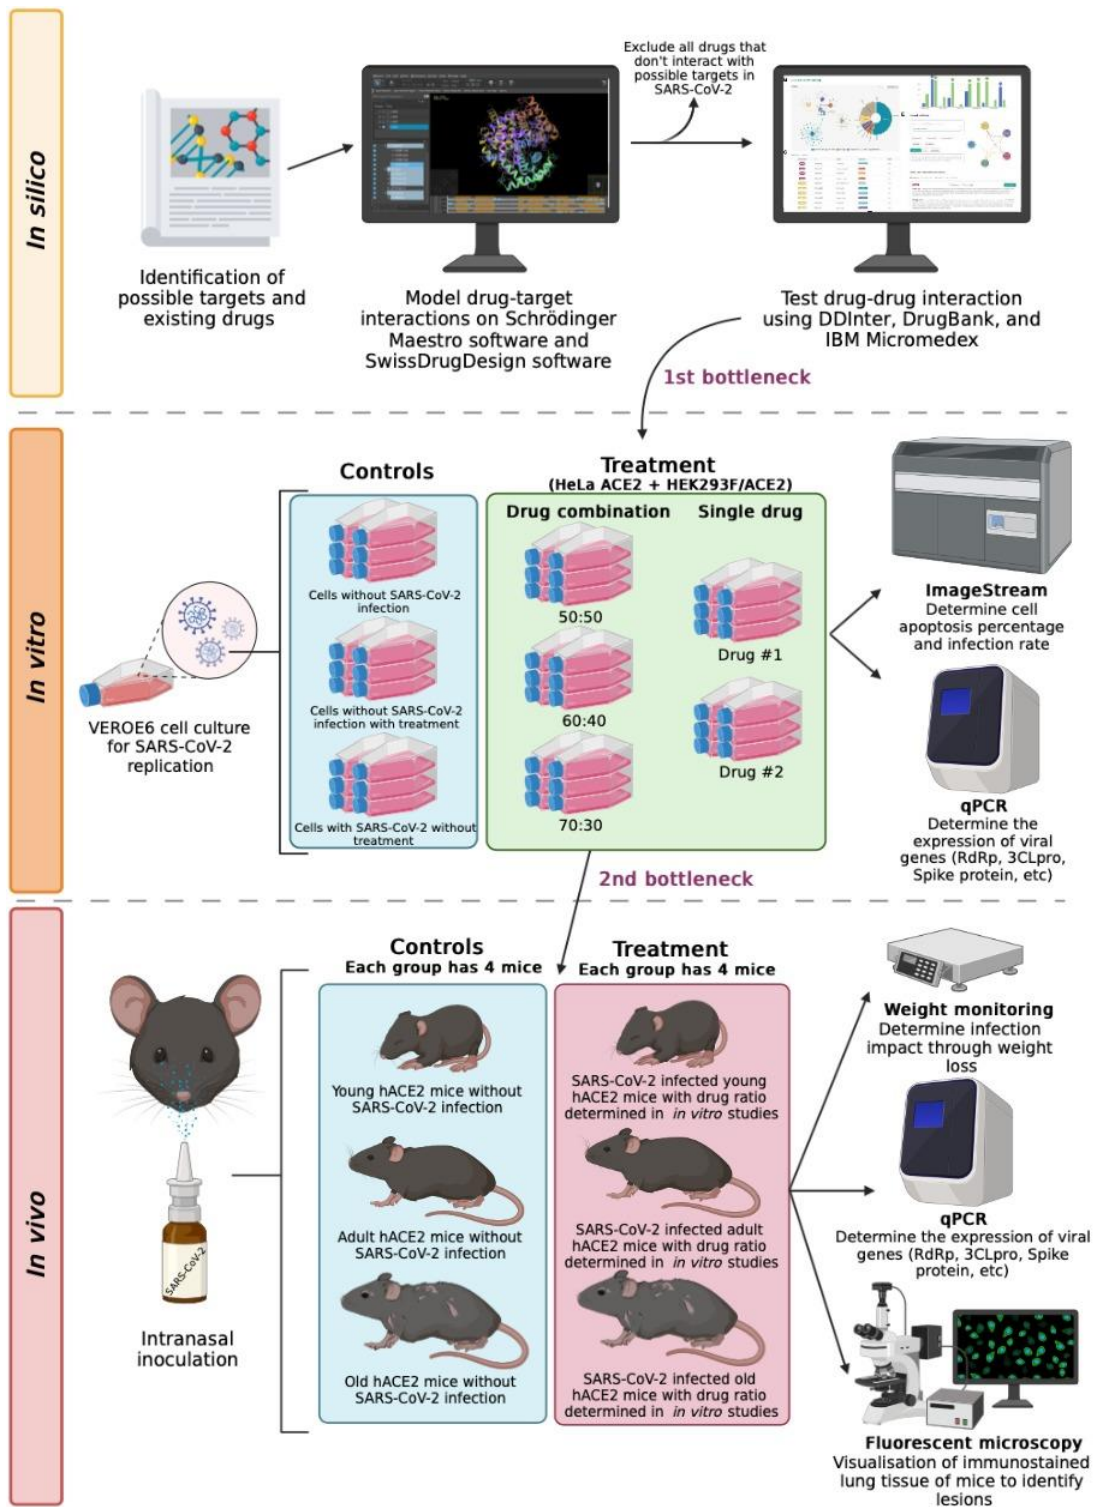 In silico
Exclude all drugs that
don't interact with
possible targets in
SARS-CoV-2
Identification of
possible targets and
existing drugs
Model drug-target
interactions on Schrödinger
Maestro software and
SwissDrugDesign software
Test drug-drug interaction
using DDInter, DrugBank, and
IBM Micromedex
1st bottleneck
In vitro
VEROE6 cell culture
for SARS-CoV-2
replication
Controls
Cells without SARS-CoV-2
infection
Cells without SARS-CoV-2
infection with treatment
Cells with SARS-CoV-2 without
treatment
Treatment
(HeLa ACE2 + HEK293F/ACE2)
Drug combination
50:50
60:40
70:30
Single drug
Drug #1
Drug #2
ImageStream
Determine cell
apoptosis percentage
and infection rate
qPCR
Determine the
expression of viral
genes (RdRp, 3CLpro,
Spike protein, etc)
2nd bottleneck
In vivo
SARS-CoV-2
Intranasal
inoculation
Controls
Each group has 4 mice
Young hACE2 mice without
SARS-CoV-2 infection
Adult hACE2 mice without
SARS-CoV-2 infection
Old hACE2 mice without
SARS-CoV-2 infection
Treatment
Each group has 4 mice
SARS-CoV-2 infected young
hACE2 mice with drug ratio
determined in in vitro studies
SARS-CoV-2 infected adult
hACE2 mice with drug ratio
determined in in vitro studies
SARS-CoV-2 infected old
hACE2 mice with drug ratio
determined in in vitro studies
Weight monitoring
Determine infection
impact through weight
loss
qPCR
Determine the expression of viral
genes (RdRp, 3CLpro, Spike
protein, etc)
Fluorescent microscopy
Visualisation of immunostained
lung tissue of mice to identify
lesions